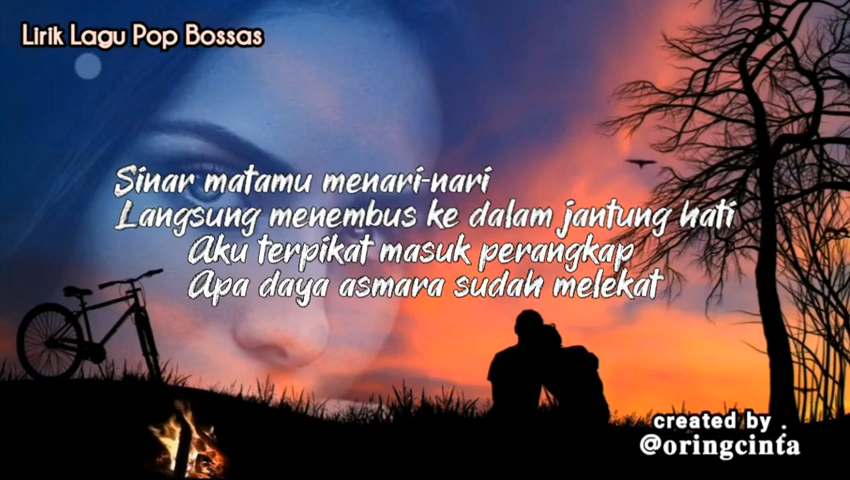 Lirik Lagu Pop Bossas
Sinar matamu menari-nari
Langsung menembus ke dalam jantung hati
Aku terpikat masuk perangkap
Apa daya asmara sudah melekat
created by .
@oringcinta